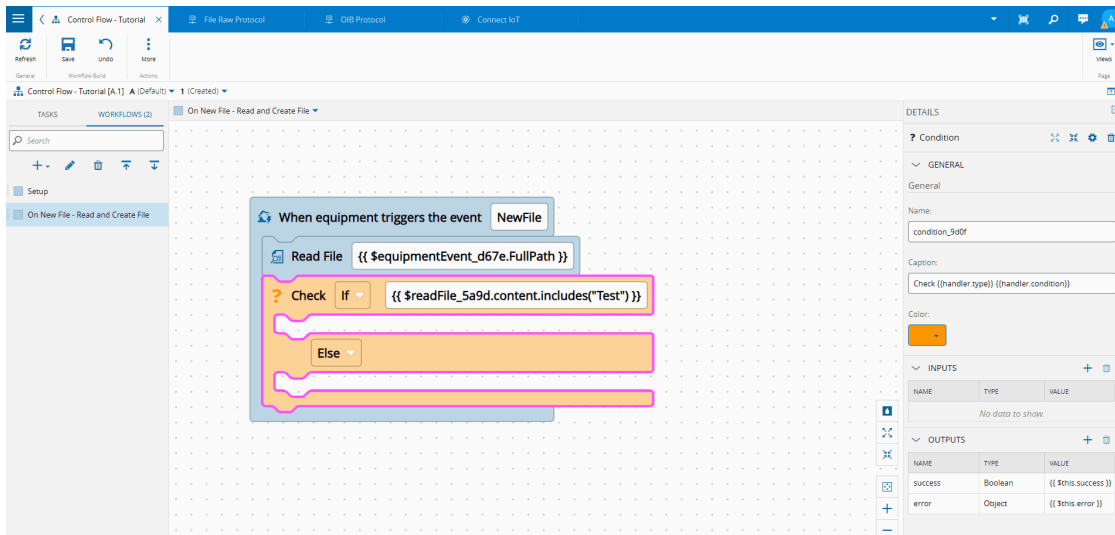 Control Flow - Tutorial
File Raw Protocol
OIB Protocol
Connect IoT
A
Refresh
Save
Undo
More
Views
General
Workflow Build
Actions
Page
Control Flow - Tutorial [A.1] A (Default) 1 (Created)
TASKS
WORKFLOWS (2)
On New File - Read and Create File
DETAILS
Search
? Condition
GENERAL
General
Setup
On New File - Read and Create File
Name:
condition_9d0f
When equipment triggers the event NewFile
Read File {{ $equipmentEvent_d67e.FullPath }}
Caption:
Check {{handler.type}} {{handler.condition}}
? Check If {{ $readFile_5a9d.content.includes("Test") }}
Color:
Else
INPUTS
NAME TYPE VALUE
No data to show.
OUTPUTS
NAME TYPE VALUE
success Boolean {{ $this.success }}
error Object {{ $this.error }}